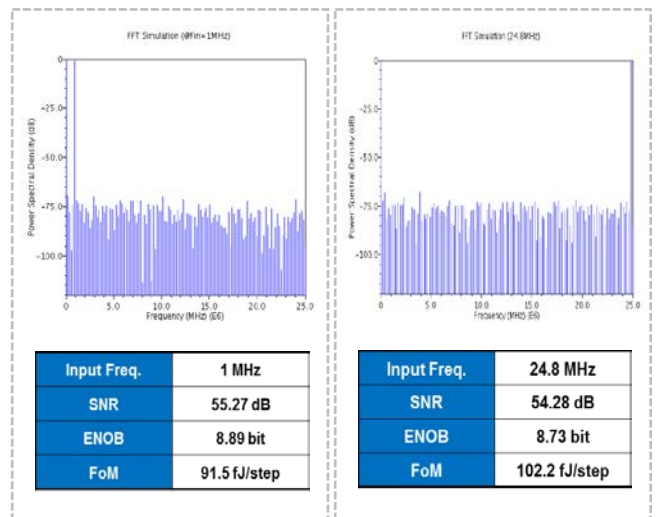 FFT Simulation (@Fin=1MHz)
0
-25.0
-50.0
-75.0
-100.0
Power Spectral Density (dB)
0 5.0 10.0 15.0 20.0 25.0
Frequency (MHz) (E6)
Input Freq. 1 MHz
SNR 55.27 dB
ENOB 8.89 bit
FoM 91.5 fJ/step
FFT Simulation (24.8MHz)
0
-25.0
-50.0
-75.0
-100.0
Power Spectral Density (dB)
0 5.0 10.0 15.0 20.0 25.0
Frequency (MHz) (E6)
Input Freq. 24.8 MHz
SNR 54.28 dB
ENOB 8.73 bit
FoM 102.2 fJ/step